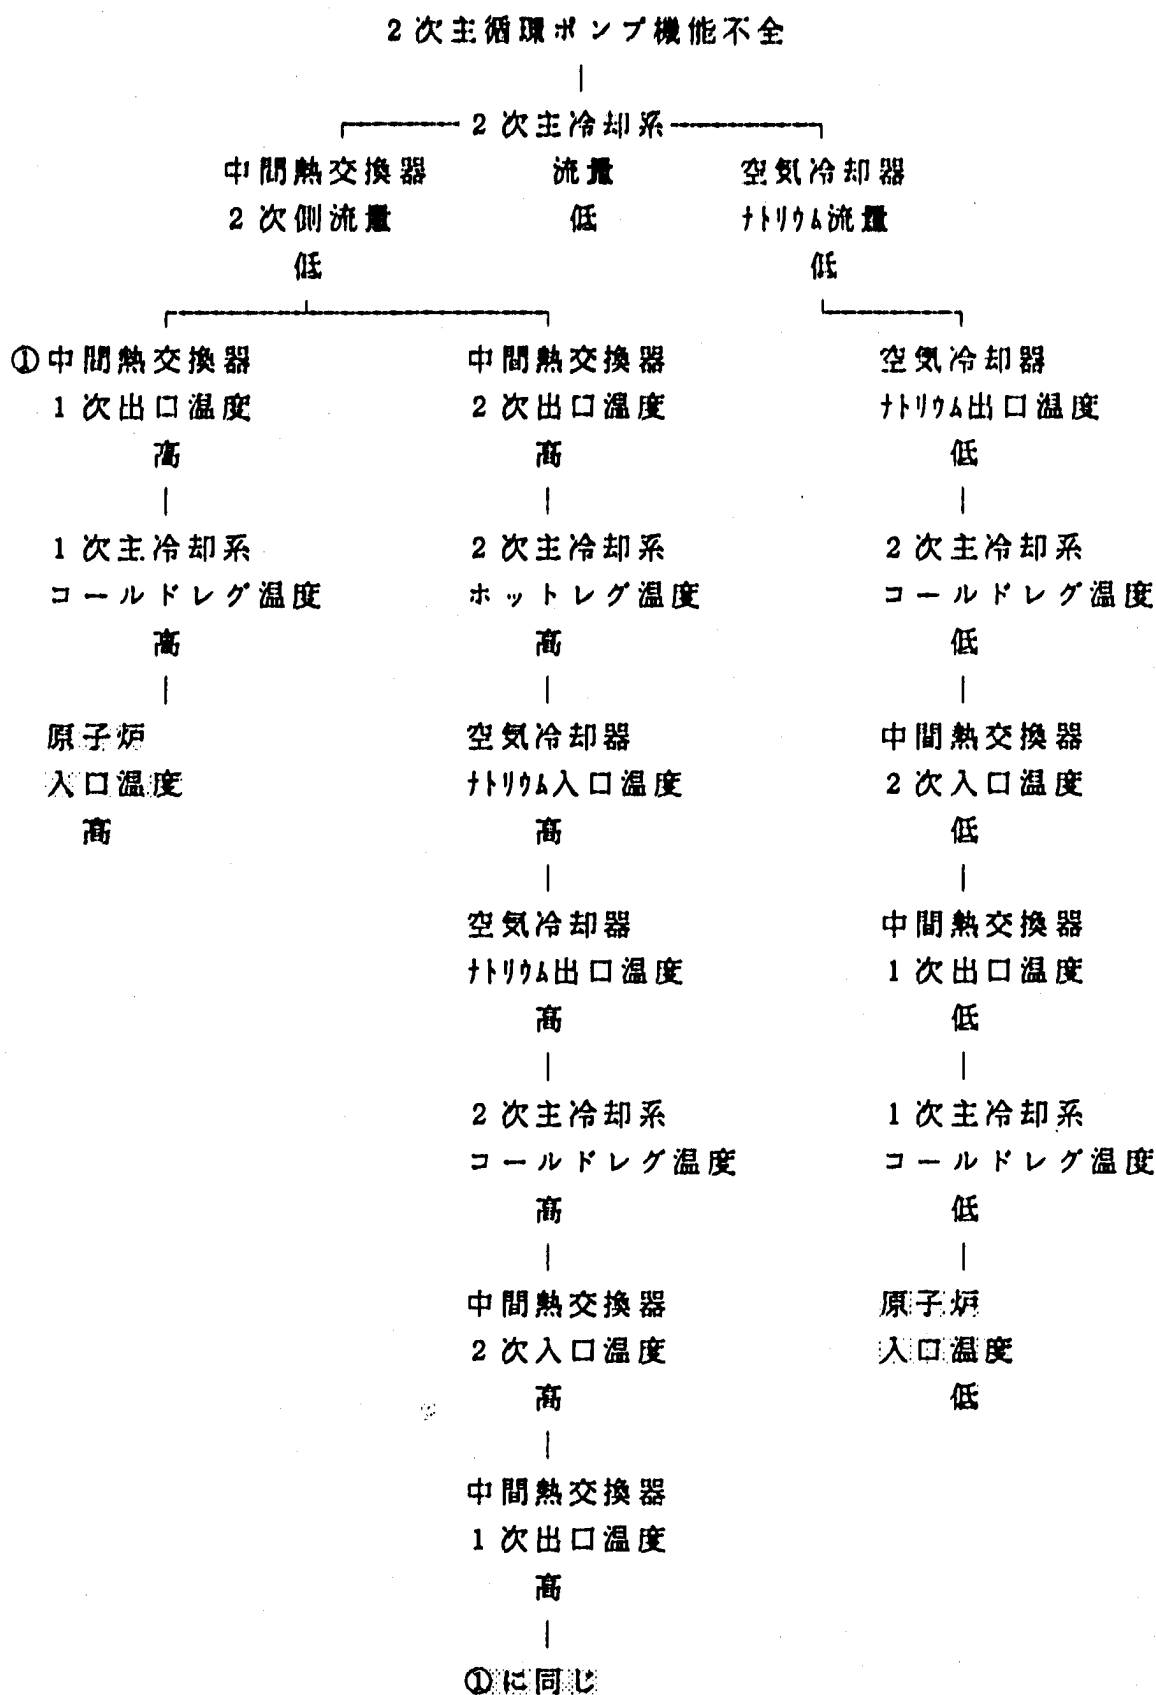 2次主循環ポンプ機能不全
2次主冷却系
流量
低
中間熱交換器
2次側流量
低
空気冷却器
ナトリウム流量
低
①中間熱交換器
1次出口温度
高
1次主冷却系
コールドレグ温度
高
原子炉
入口温度
高
中間熱交換器
2次出口温度
高
2次主冷却系
ホットレグ温度
高
空気冷却器
ナトリウム入口温度
高
空気冷却器
ナトリウム出口温度
高
2次主冷却系
コールドレグ温度
高
中間熱交換器
2次入口温度
高
中間熱交換器
1次出口温度
高
①に同じ
空気冷却器
ナトリウム出口温度
低
2次主冷却系
コールドレグ温度
低
中間熱交換器
2次入口温度
低
中間熱交換器
1次出口温度
低
1次主冷却系
コールドレグ温度
低
原子炉
入口温度
低